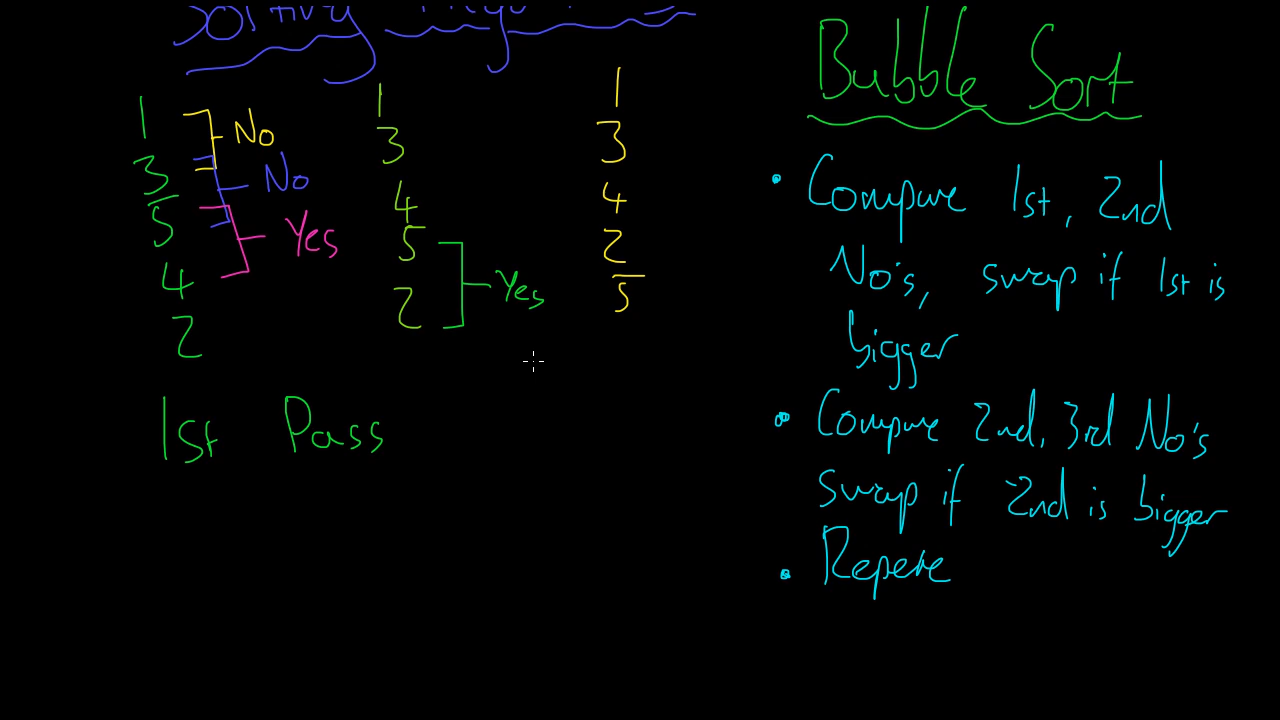 Bubble Sort
1
3
5
4
2
No
No
Yes
1
3
4
5
2
Yes
1
3
4
2
5
1st Pass
• Compare 1st, 2nd
No's, swap if 1st is
bigger
• Compare 2nd, 3rd No's
swap if 2nd is bigger